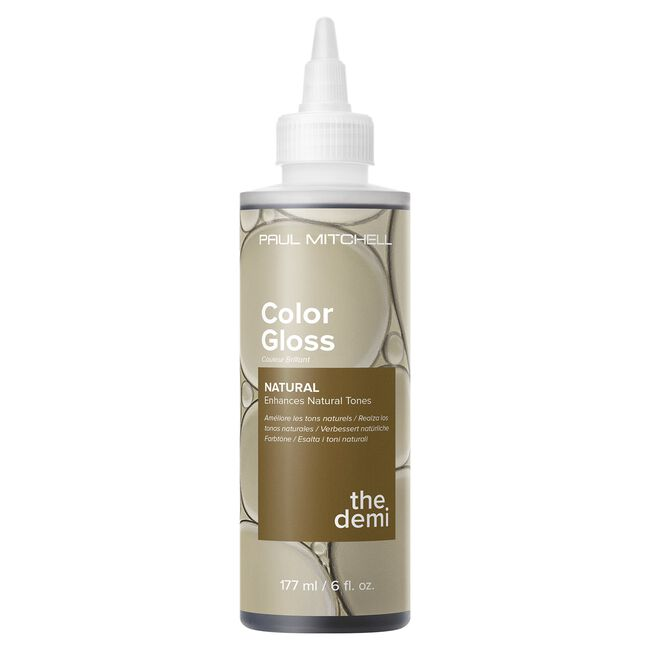 PAUL MITCHELL
Color
Gloss
Couleur Brillant
NATURAL
Enhances Natural Tones
Améliore les tons naturels / Realza los
tonos naturales / Verbessert natürliche
Farbtöne / Esalta i toni naturali
the
demi
177 ml / 6 fl. oz.